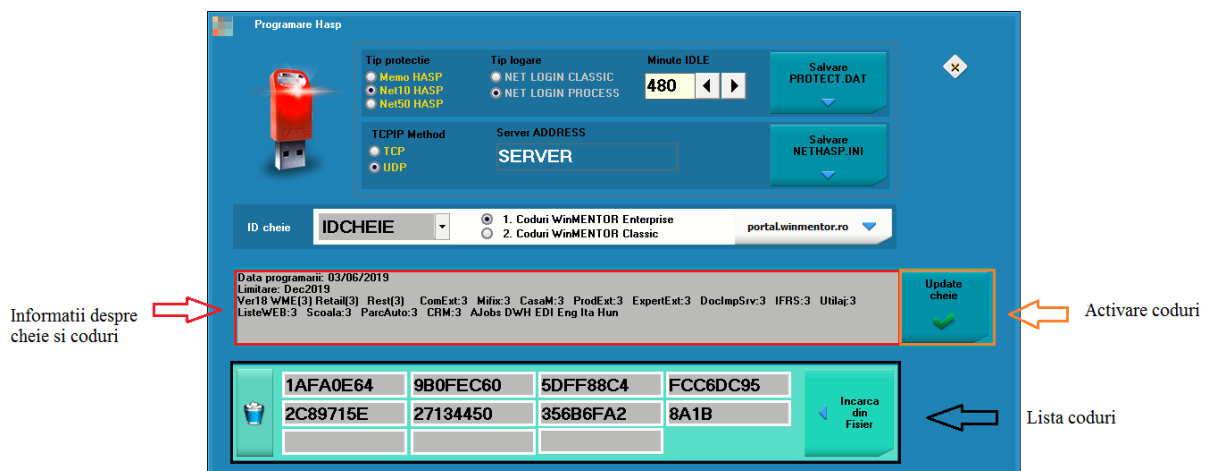 Programare Hasp
Tip protectie
Memo HASP
Net10 HASP
Net50 HASP
Tip logare
NET LOGIN CLASSIC
NET LOGIN PROCESS
Minute IDLE
480
Salvare
PROTECT.DAT
TCPIP Method
TCP
UDP
Server ADDRESS
SERVER
Salvare
NETHASP.INI
ID cheie
IDCHEIE
1. Coduri WinMENTOR Enterprise
2. Coduri WinMENTOR Classic
portal.winmentor.ro
Informatii despre
cheie si coduri
Data programarii: 03/06/2019
Limitare: Dec2019
Ver18 WME(3) Retail(3) Rest(3) ComExt:3 Mifix:3 CasaM:3 ProdExt:3 ExpertExt:3 DocImpSrv:3 IFRS:3 Utilaj:3
ListeWEB:3 Scoala:3 ParcAuto:3 CRM:3 AJobs DWH EDI Eng Ita Hun
Update
cheie
Activare coduri
1AFA0E64 9B0FEC60 5DFF88C4 FCC6DC95
2C89715E 27134450 356B6FA2 8A1B
Incarca
din
Fisier
Lista coduri